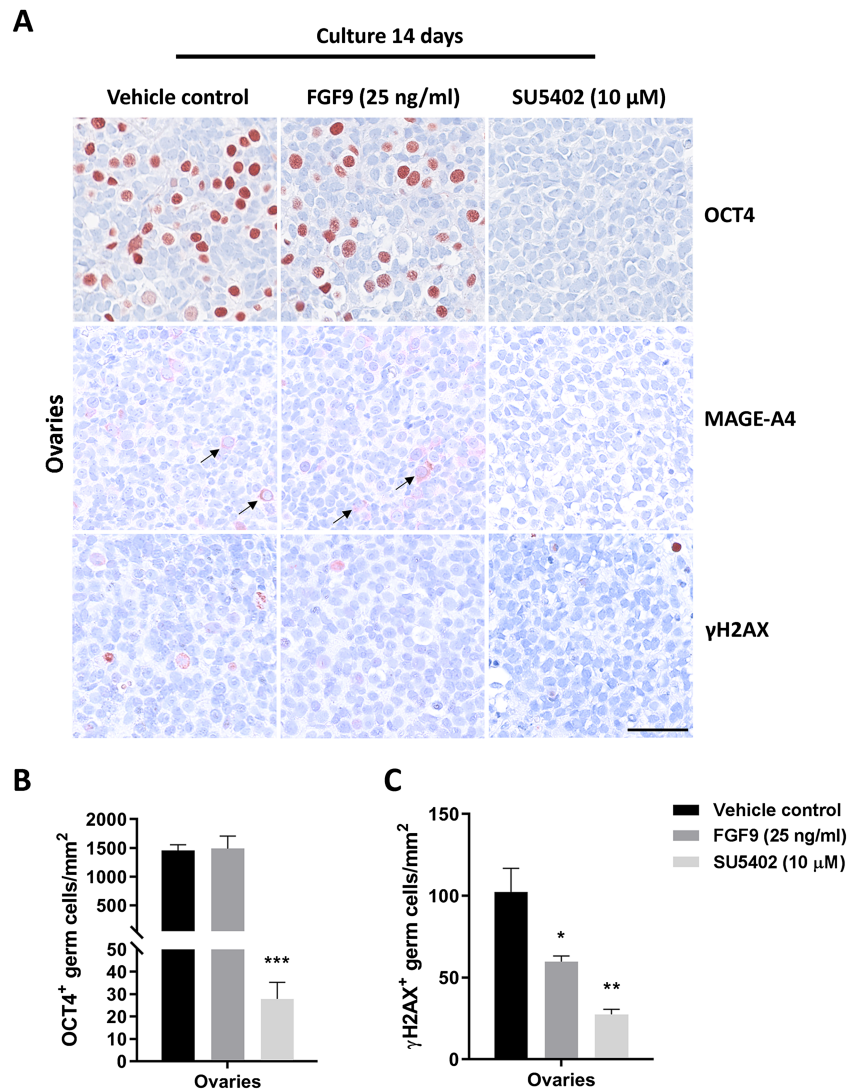 A
Culture 14 days
Vehicle control
FGF9 (25 ng/ml)
SU5402 (10 µM)
OCT4
Ovaries
MAGE-A4
γH2AX
B
OCT4+ germ cells/mm2
2000
1500
1000
500
50
40
30
20
10
0
***
Ovaries
C
γH2AX+ germ cells/mm2
150
100
50
0
*
**
Ovaries
Vehicle control
FGF9 (25 ng/ml)
SU5402 (10 µM)